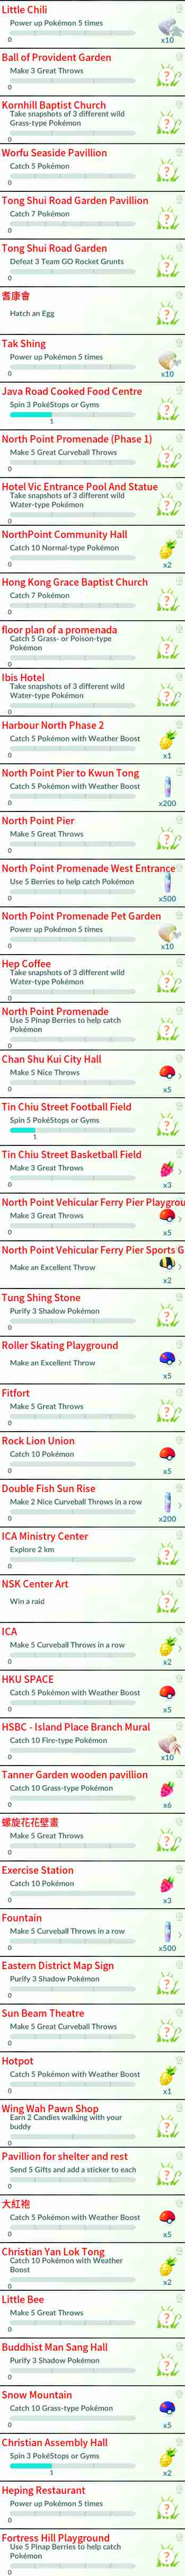 Little Chili
Power up Pokémon 5 times
0
x10
Ball of Provident Garden
Make 3 Great Throws
?
0
Kornhill Baptist Church
Take snapshots of 3 different wild
Grass-type Pokémon
?
0
Worfu Seaside Pavillion
Catch 5 Pokémon
?
0
Tong Shui Road Garden Pavillion
Catch 7 Pokémon
?
0
Tong Shui Road Garden
Defeat 3 Team GO Rocket Grunts
?
0
耆康會
Hatch an Egg
?
Tak Shing
Power up Pokémon 5 times
0
x10
Java Road Cooked Food Centre
Spin 3 PokéStops or Gyms
?
1
North Point Promenade (Phase 1)
Make 5 Great Curveball Throws
?
0
Hotel Vic Entrance Pool And Statue
Take snapshots of 3 different wild
Water-type Pokémon
?
0
NorthPoint Community Hall
Catch 10 Normal-type Pokémon
0
x2
Hong Kong Grace Baptist Church
Catch 7 Pokémon
?
0
floor plan of a promenada
Catch 5 Grass- or Poison-type
Pokémon
?
0
Ibis Hotel
Take snapshots of 3 different wild
Water-type Pokémon
?
0
Harbour North Phase 2
Catch 5 Pokémon with Weather Boost
0
x1
North Point Pier to Kwun Tong
Catch 5 Pokémon with Weather Boost
0
x200
North Point Pier
Make 5 Great Throws
?
0
North Point Promenade West Entrance
Use 5 Berries to help catch Pokémon
0
x500
North Point Promenade Pet Garden
Power up Pokémon 5 times
0
x10
Hep Coffee
Take snapshots of 3 different wild
Water-type Pokémon
?
0
North Point Promenade
Use 5 Pinap Berries to help catch
Pokémon
?
0
Chan Shu Kui City Hall
Make 5 Nice Throws
0
x5
Tin Chiu Street Football Field
Spin 5 PokéStops or Gyms
?
1
Tin Chiu Street Basketball Field
Make 3 Great Throws
0
x3
North Point Vehicular Ferry Pier Playgrou
Make 3 Great Throws
0
x5
North Point Vehicular Ferry Pier Sports G
Make an Excellent Throw
x2
Tung Shing Stone
Purify 3 Shadow Pokémon
?
0
Roller Skating Playground
Make an Excellent Throw
x5
Fitfort
Make 5 Great Throws
?
0
Rock Lion Union
Catch 10 Pokémon
0
x5
Double Fish Sun Rise
Make 2 Nice Curveball Throws in a row
0
x200
ICA Ministry Center
Explore 2 km
?
0
NSK Center Art
Win a raid
?
ICA
Make 5 Curveball Throws in a row
0
x2
HKU SPACE
Catch 5 Pokémon with Weather Boost
0
x5
HSBC - Island Place Branch Mural
Catch 10 Fire-type Pokémon
0
x10
Tanner Garden wooden pavillion
Catch 10 Grass-type Pokémon
0
x6
螺旋花花壁畫
Make 5 Great Throws
?
0
Exercise Station
Catch 10 Pokémon
0
x3
Fountain
Make 5 Curveball Throws in a row
0
x500
Eastern District Map Sign
Purify 3 Shadow Pokémon
?
0
Sun Beam Theatre
Make 5 Great Curveball Throws
?
0
Hotpot
Catch 5 Pokémon with Weather Boost
0
x1
Wing Wah Pawn Shop
Earn 2 Candies walking with your
buddy
?
0
Pavillion for shelter and rest
Send 5 Gifts and add a sticker to each
?
0
大紅袍
Catch 5 Pokémon with Weather Boost
0
x5
Christian Yan Lok Tong
Catch 10 Pokémon with Weather
Boost
0
x2
Little Bee
Make 5 Great Throws
?
0
Buddhist Man Sang Hall
Purify 3 Shadow Pokémon
?
0
Snow Mountain
Catch 10 Grass-type Pokémon
0
x5
Christian Assembly Hall
Spin 3 PokéStops or Gyms
1
x2
Heping Restaurant
Power up Pokémon 5 times
?
0
Fortress Hill Playground
Use 5 Pinap Berries to help catch
Pokémon
?
0